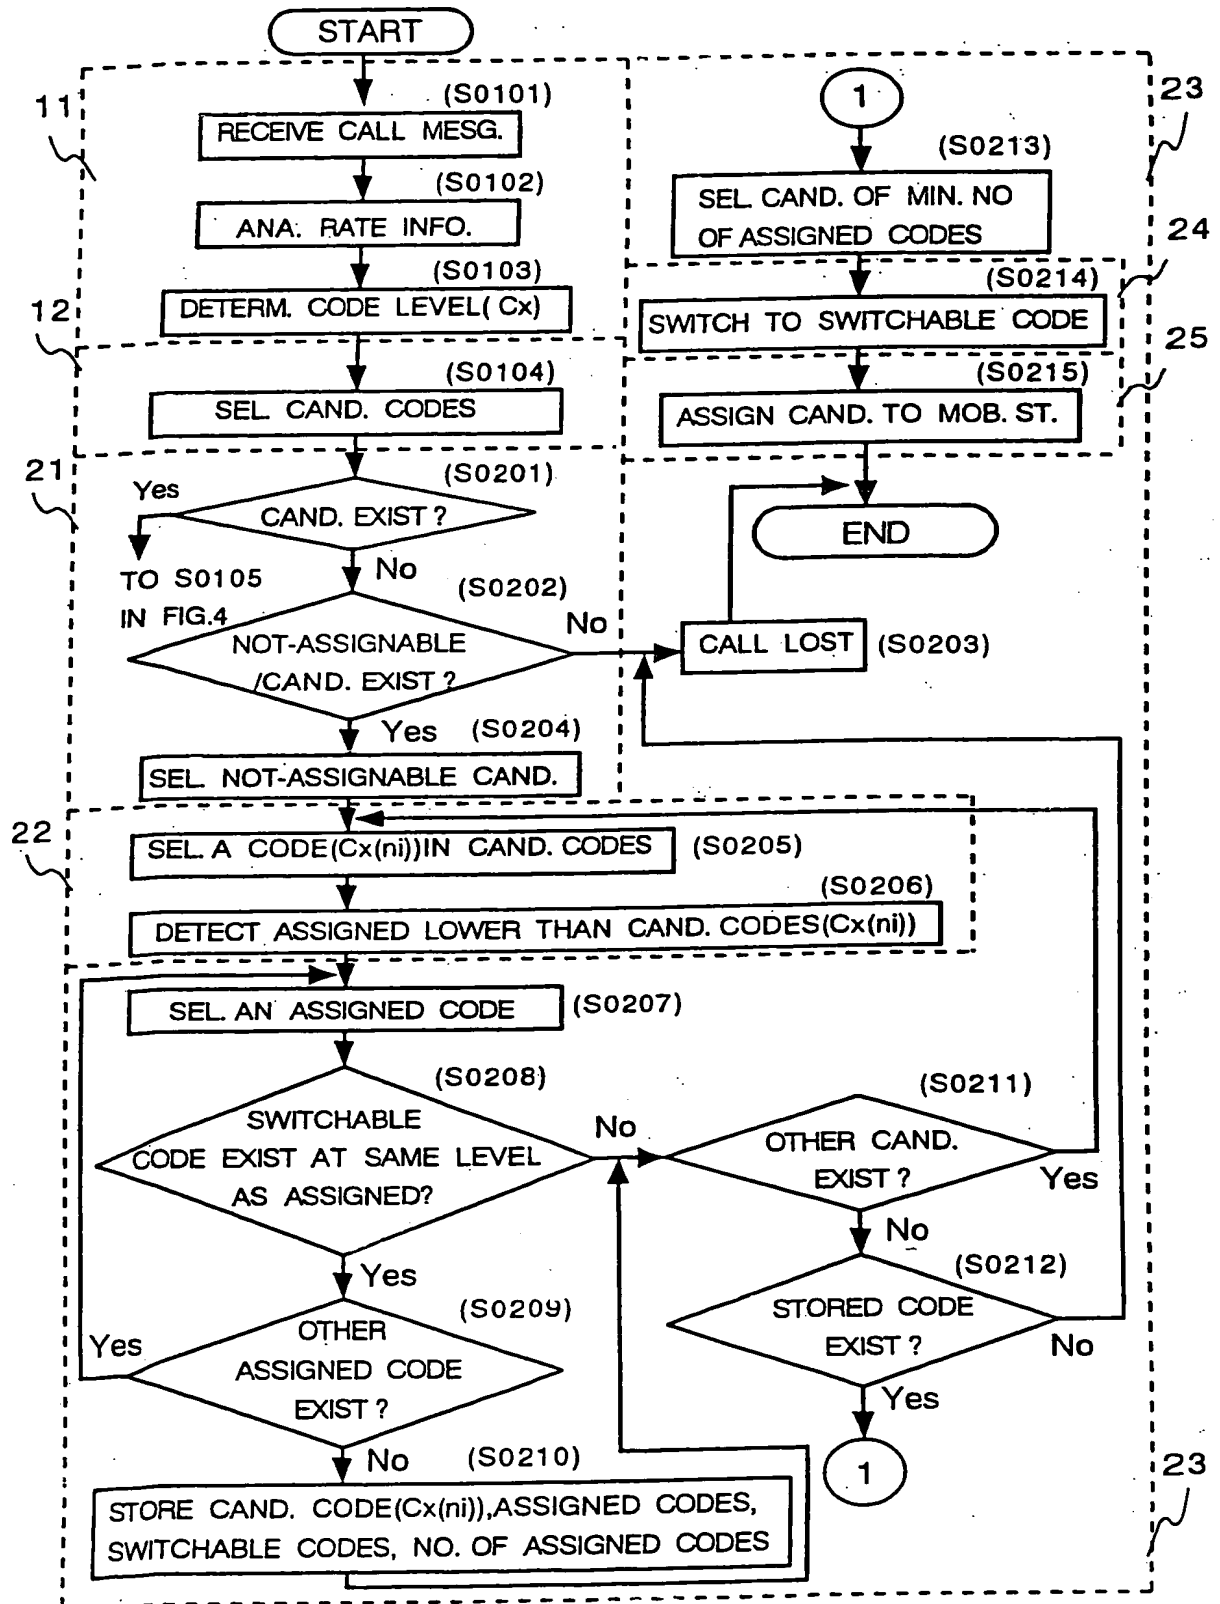 START
11
(S0101)
RECEIVE CALL MESG.
(S0102)
ANA. RATE INFO.
(S0103)
DETERM. CODE LEVEL(Cx)
12
(S0104)
SEL. CAND. CODES
21
(S0201)
CAND. EXIST?
Yes
TO S0105
IN FIG.4
No
(S0202)
NOT-ASSIGNABLE
/CAND. EXIST?
No
CALL LOST
(S0203)
Yes
(S0204)
SEL. NOT-ASSIGNABLE CAND.
22
SEL. A CODE(Cx(ni))IN CAND. CODES
(S0205)
(S0206)
DETECT ASSIGNED LOWER THAN CAND. CODES(Cx(ni))
SEL. AN ASSIGNED CODE
(S0207)
(S0208)
SWITCHABLE
CODE EXIST AT SAME LEVEL
AS ASSIGNED?
No
Yes
(S0209)
OTHER
ASSIGNED CODE
EXIST?
Yes
No
(S0210)
STORE CAND. CODE(Cx(ni)),ASSIGNED CODES,
SWITCHABLE CODES, NO. OF ASSIGNED CODES
(S0211)
OTHER CAND.
EXIST?
Yes
No
(S0212)
STORED CODE
EXIST?
No
Yes
1
23
1
23
(S0213)
SEL. CAND. OF MIN. NO
OF ASSIGNED CODES
24
(S0214)
SWITCH TO SWITCHABLE CODE
25
(S0215)
ASSIGN CAND. TO MOB. ST.
END